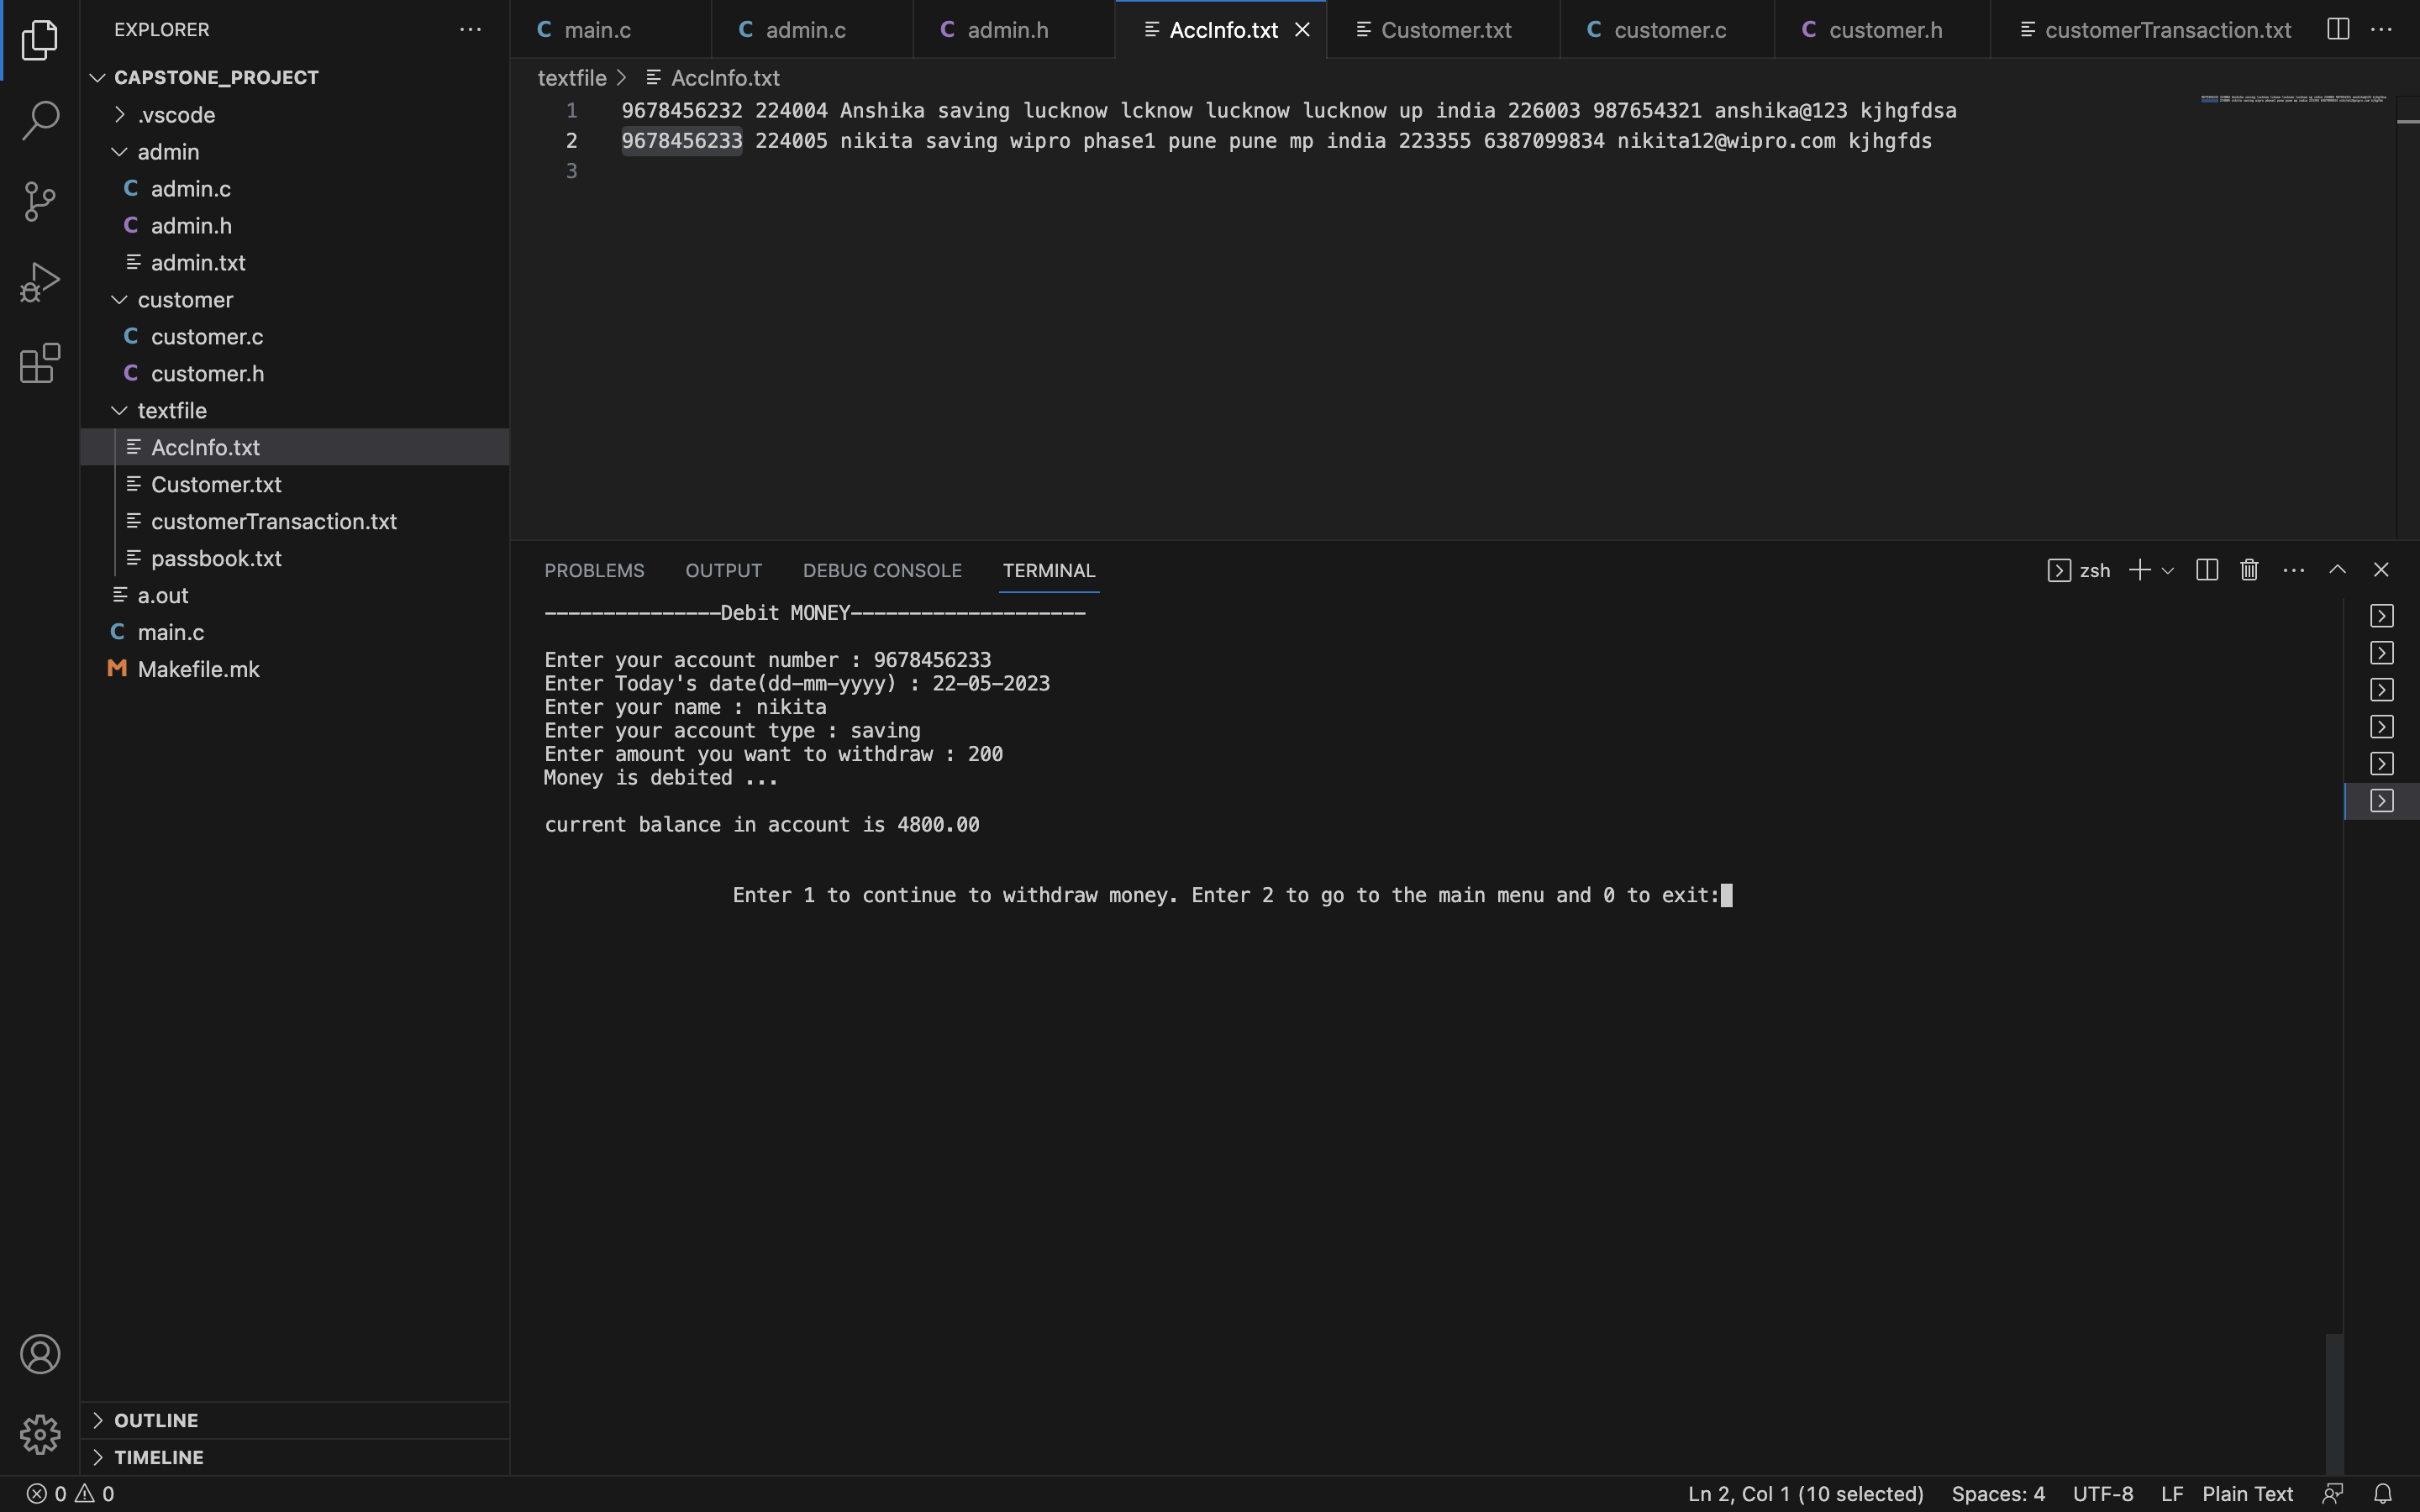 EXPLORER
CAPSTONE_PROJECT
.vscode
admin
C admin.c
C admin.h
admin.txt
customer
C customer.c
C customer.h
textfile
AccInfo.txt
Customer.txt
customerTransaction.txt
passbook.txt
a.out
C main.c
M Makefile.mk
OUTLINE
TIMELINE
C main.c C admin.c C admin.h AccInfo.txt Customer.txt C customer.c C customer.h customerTransaction.txt
textfile > AccInfo.txt
1 9678456232 224004 Anshika saving lucknow lcknow lucknow lucknow up india 226003 987654321 anshika@123 kjhgfdsa
2 9678456233 224005 nikita saving wipro phase1 pune pune mp india 223355 6387099834 nikita12@wipro.com kjhgfds
3
PROBLEMS OUTPUT DEBUG CONSOLE TERMINAL zsh
---------------Debit MONEY--------------------
Enter your account number : 9678456233
Enter Today's date(dd-mm-yyyy) : 22-05-2023
Enter your name : nikita
Enter your account type : saving
Enter amount you want to withdraw : 200
Money is debited ...
current balance in account is 4800.00
Enter 1 to continue to withdraw money. Enter 2 to go to the main menu and 0 to exit:
0 0 Ln 2, Col 1 (10 selected) Spaces: 4 UTF-8 LF Plain Text